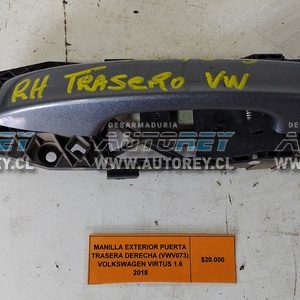 RH TRASERO VW
DESARMADURIA
AUTOREY
WWW.AUTOREY.CL
MANILLA EXTERIOR PUERTA
TRASERA DERECHA (VWV073)
VOLKSWAGEN VIRTUS 1.6
2018
$20.000